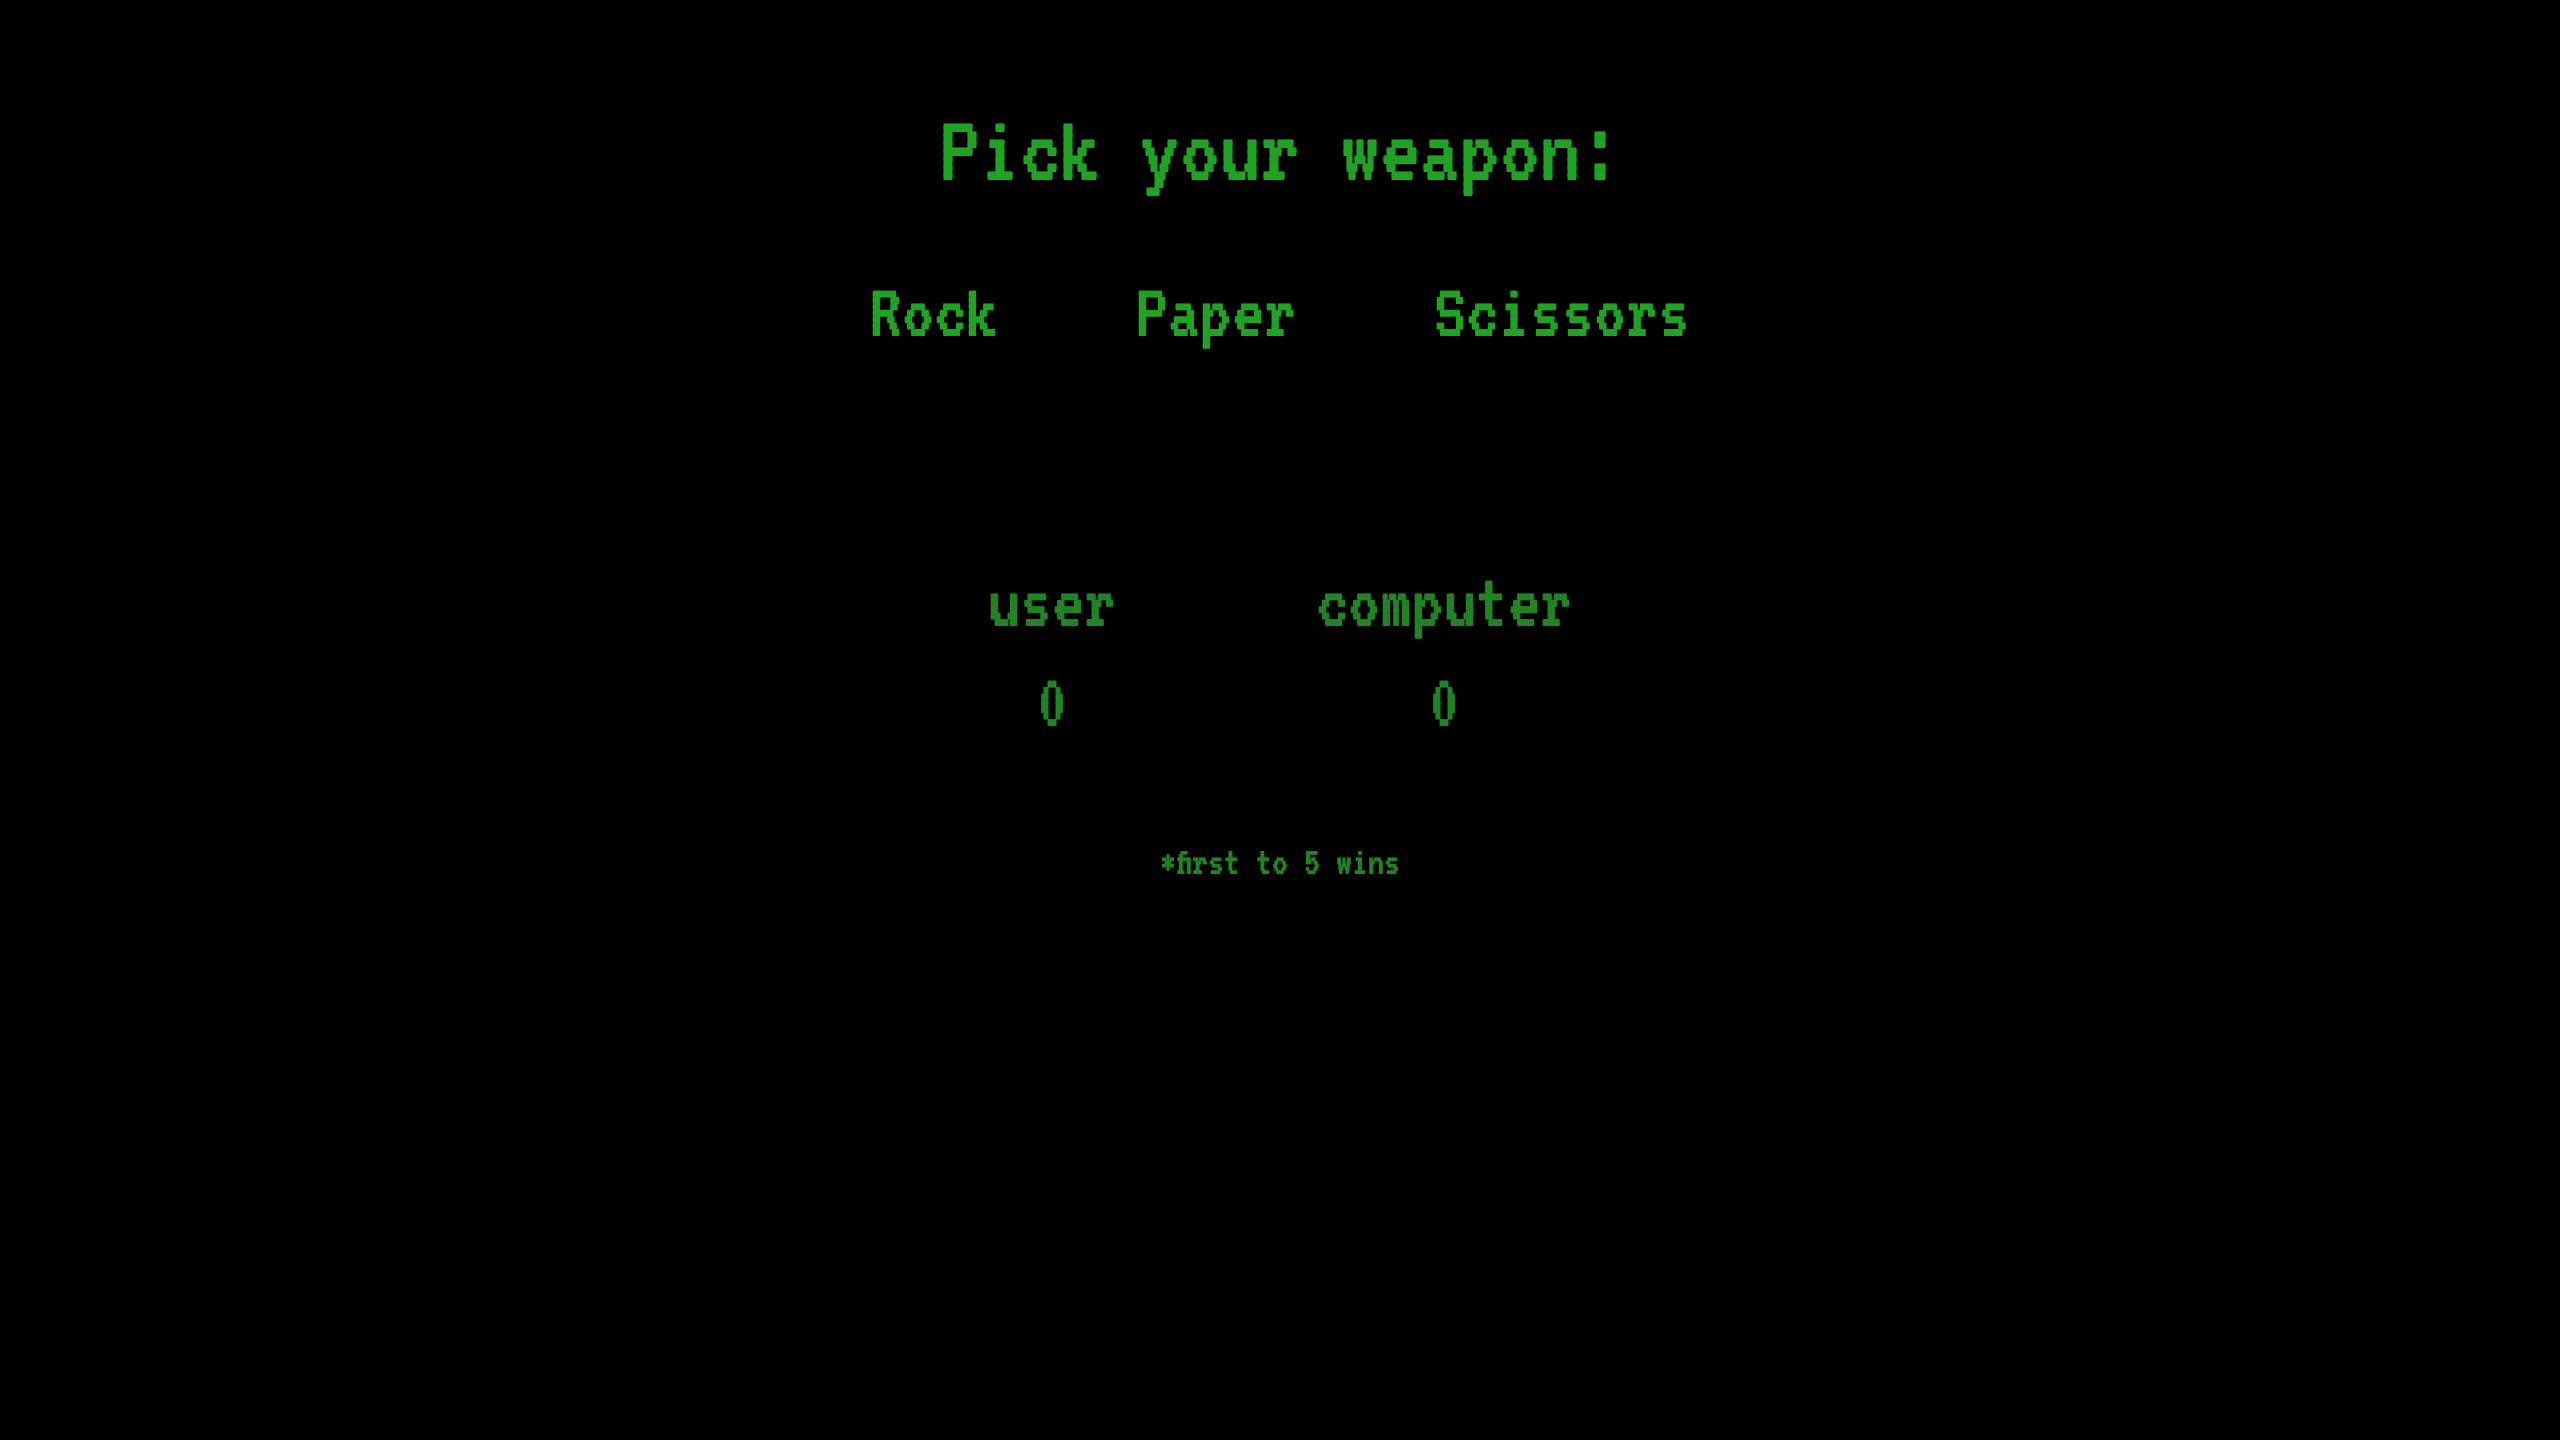 Pick your weapon:
Rock Paper Scissors
user computer
0 0
*first to 5 wins